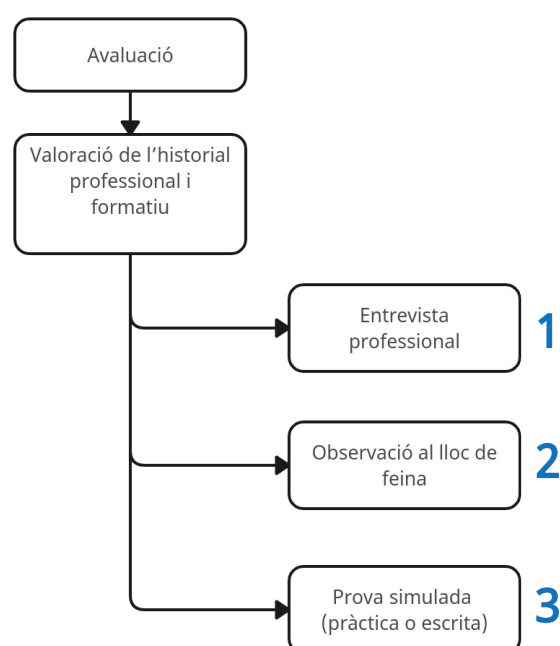 Avaluació
Valoració de l’historial
professional i
formatiu
Entrevista
professional
1
Observació al lloc de
feina
2
Prova simulada
(pràctica o escrita)
3